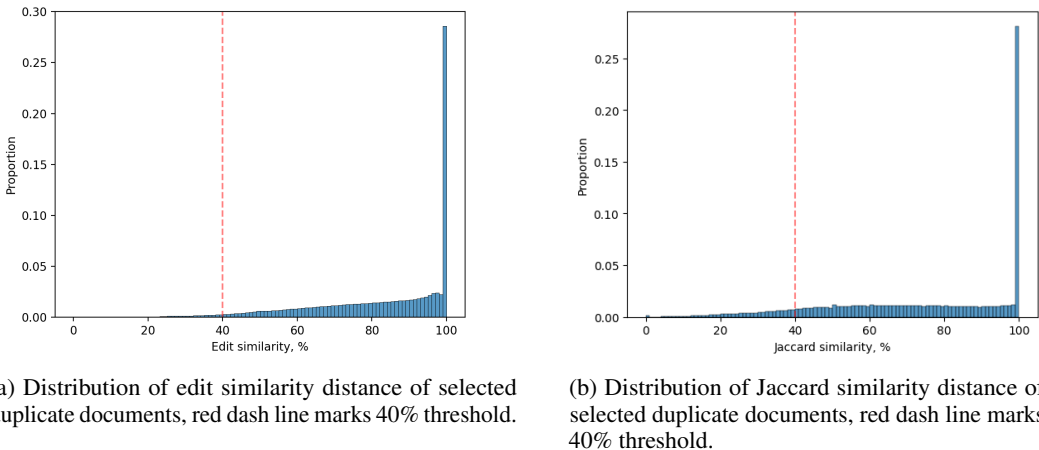 0.30
0.25
0.20
0.15
0.10
0.05
0.00
Proportion
0 20 40 60 80 100
Edit similarity, %
0.25
0.20
0.15
0.10
0.05
0.00
Proportion
0 20 40 60 80 100
Jaccard similarity, %
a) Distribution of edit similarity distance of selected
duplicate documents, red dash line marks 40% threshold.
(b) Distribution of Jaccard similarity distance of
selected duplicate documents, red dash line marks
40% threshold.